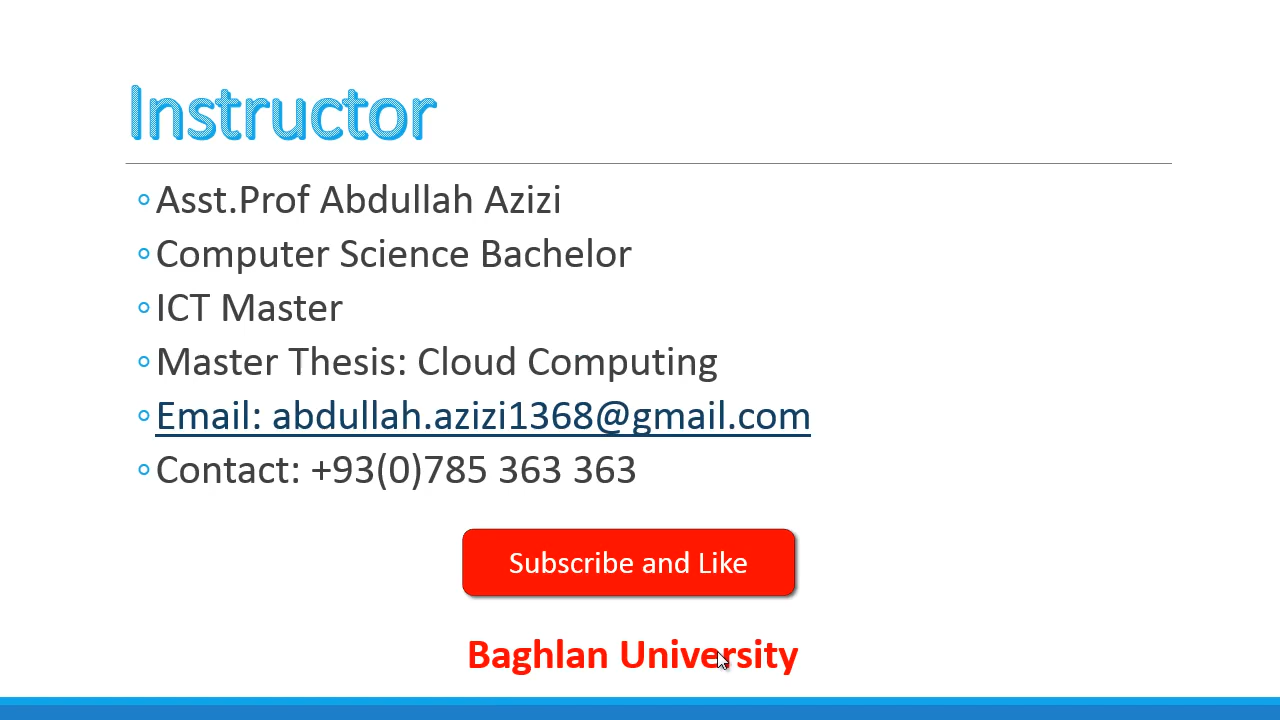 Instructor
Asst.Prof Abdullah Azizi
Computer Science Bachelor
ICT Master
Master Thesis: Cloud Computing
Email: abdullah.azizi1368@gmail.com
Contact: +93(0)785 363 363
Subscribe and Like
Baghlan University